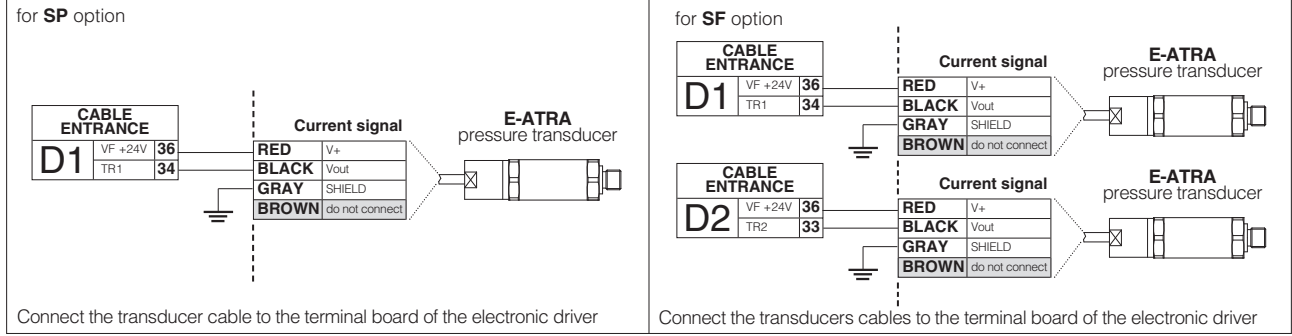 for SP option
CABLE
ENTRANCE
D1 VF +24V 36
TR1 34
Current signal
RED V+
BLACK Vout
GRAY SHIELD
BROWN do not connect
E-ATRA
pressure transducer
Connect the transducer cable to the terminal board of the electronic driver
for SF option
CABLE
ENTRANCE
D1 VF +24V 36
TR1 34
Current signal
RED V+
BLACK Vout
GRAY SHIELD
BROWN do not connect
E-ATRA
pressure transducer
CABLE
ENTRANCE
D2 VF +24V 36
TR2 33
Current signal
RED V+
BLACK Vout
GRAY SHIELD
BROWN do not connect
E-ATRA
pressure transducer
Connect the transducers cables to the terminal board of the electronic driver